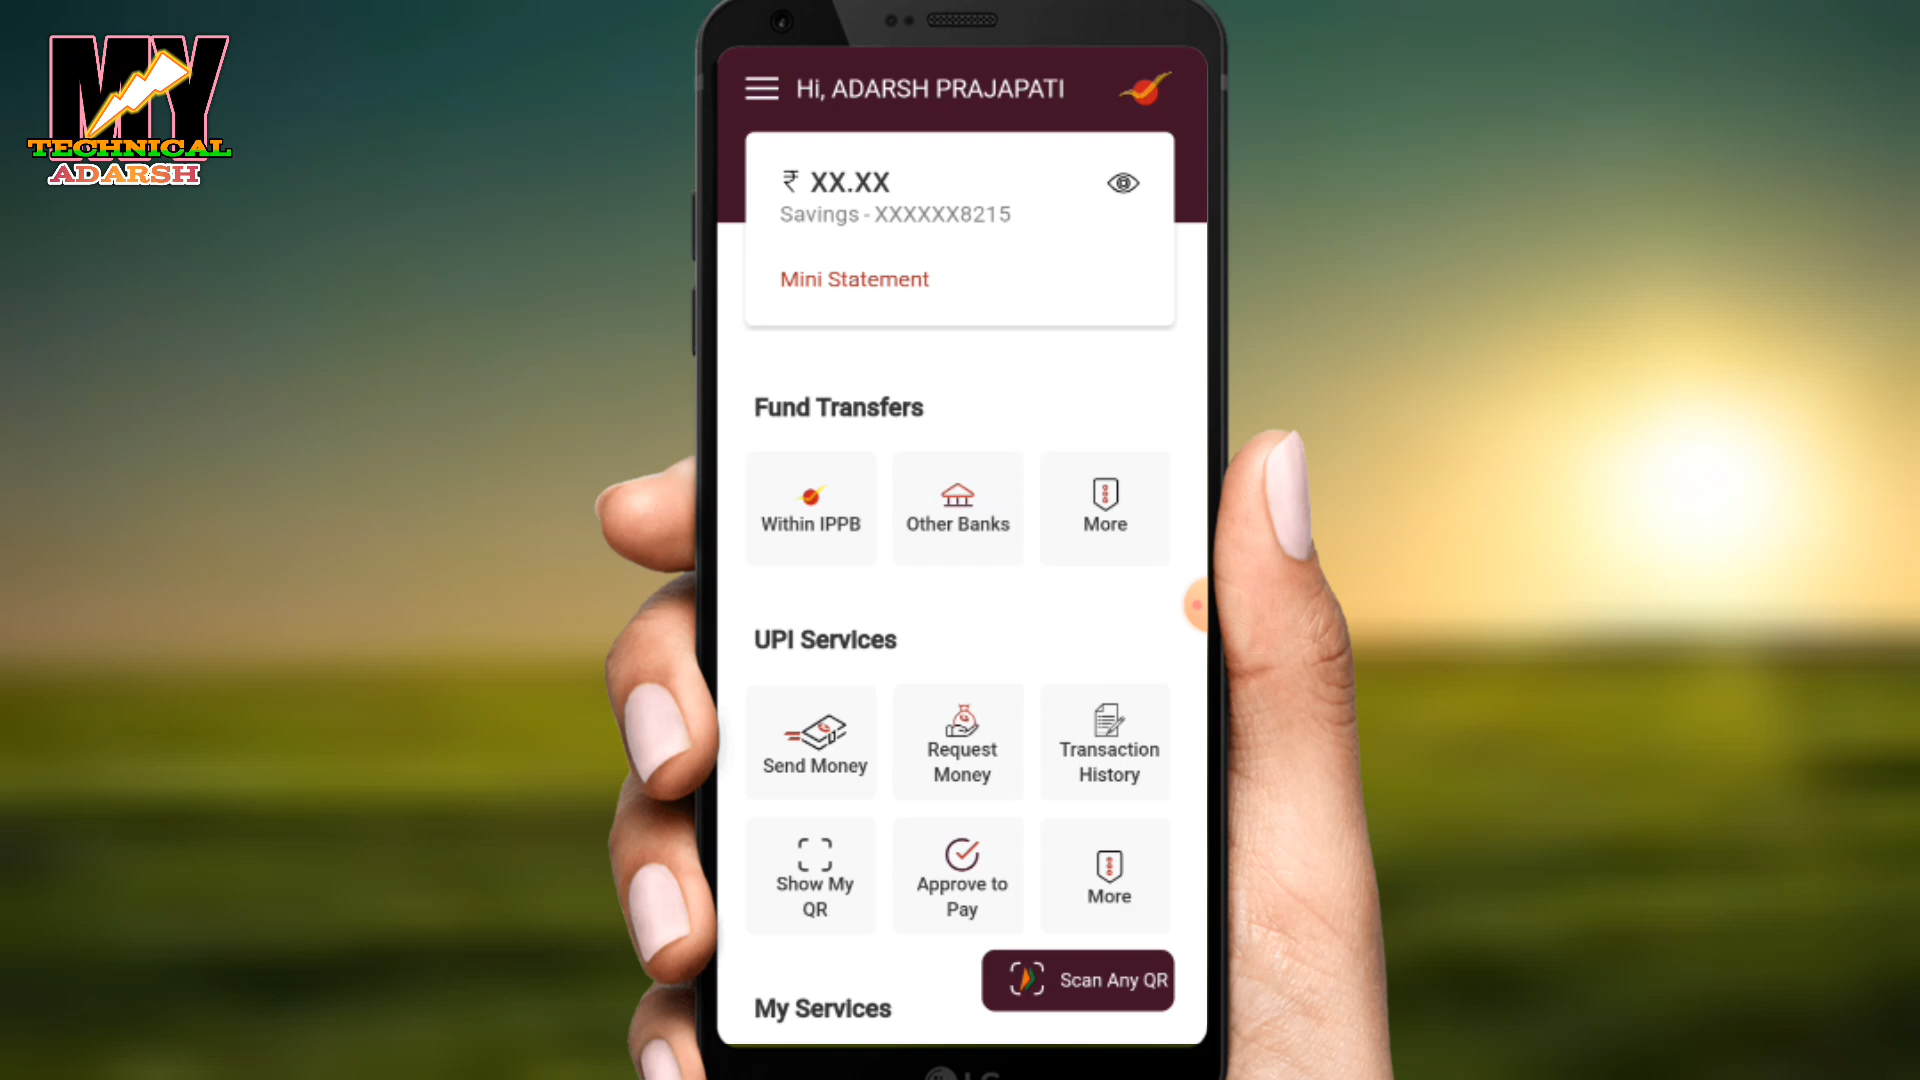 MY
TECHNICAL
ADARSH
Hi, ADARSH PRAJAPATI
₹ XX.XX
Savings - XXXXXX8215
Mini Statement
Fund Transfers
Within IPPB
Other Banks
More
UPI Services
Send Money
Request
Money
Transaction
History
Show My
QR
Approve to
Pay
More
Scan Any QR
My Services
LG